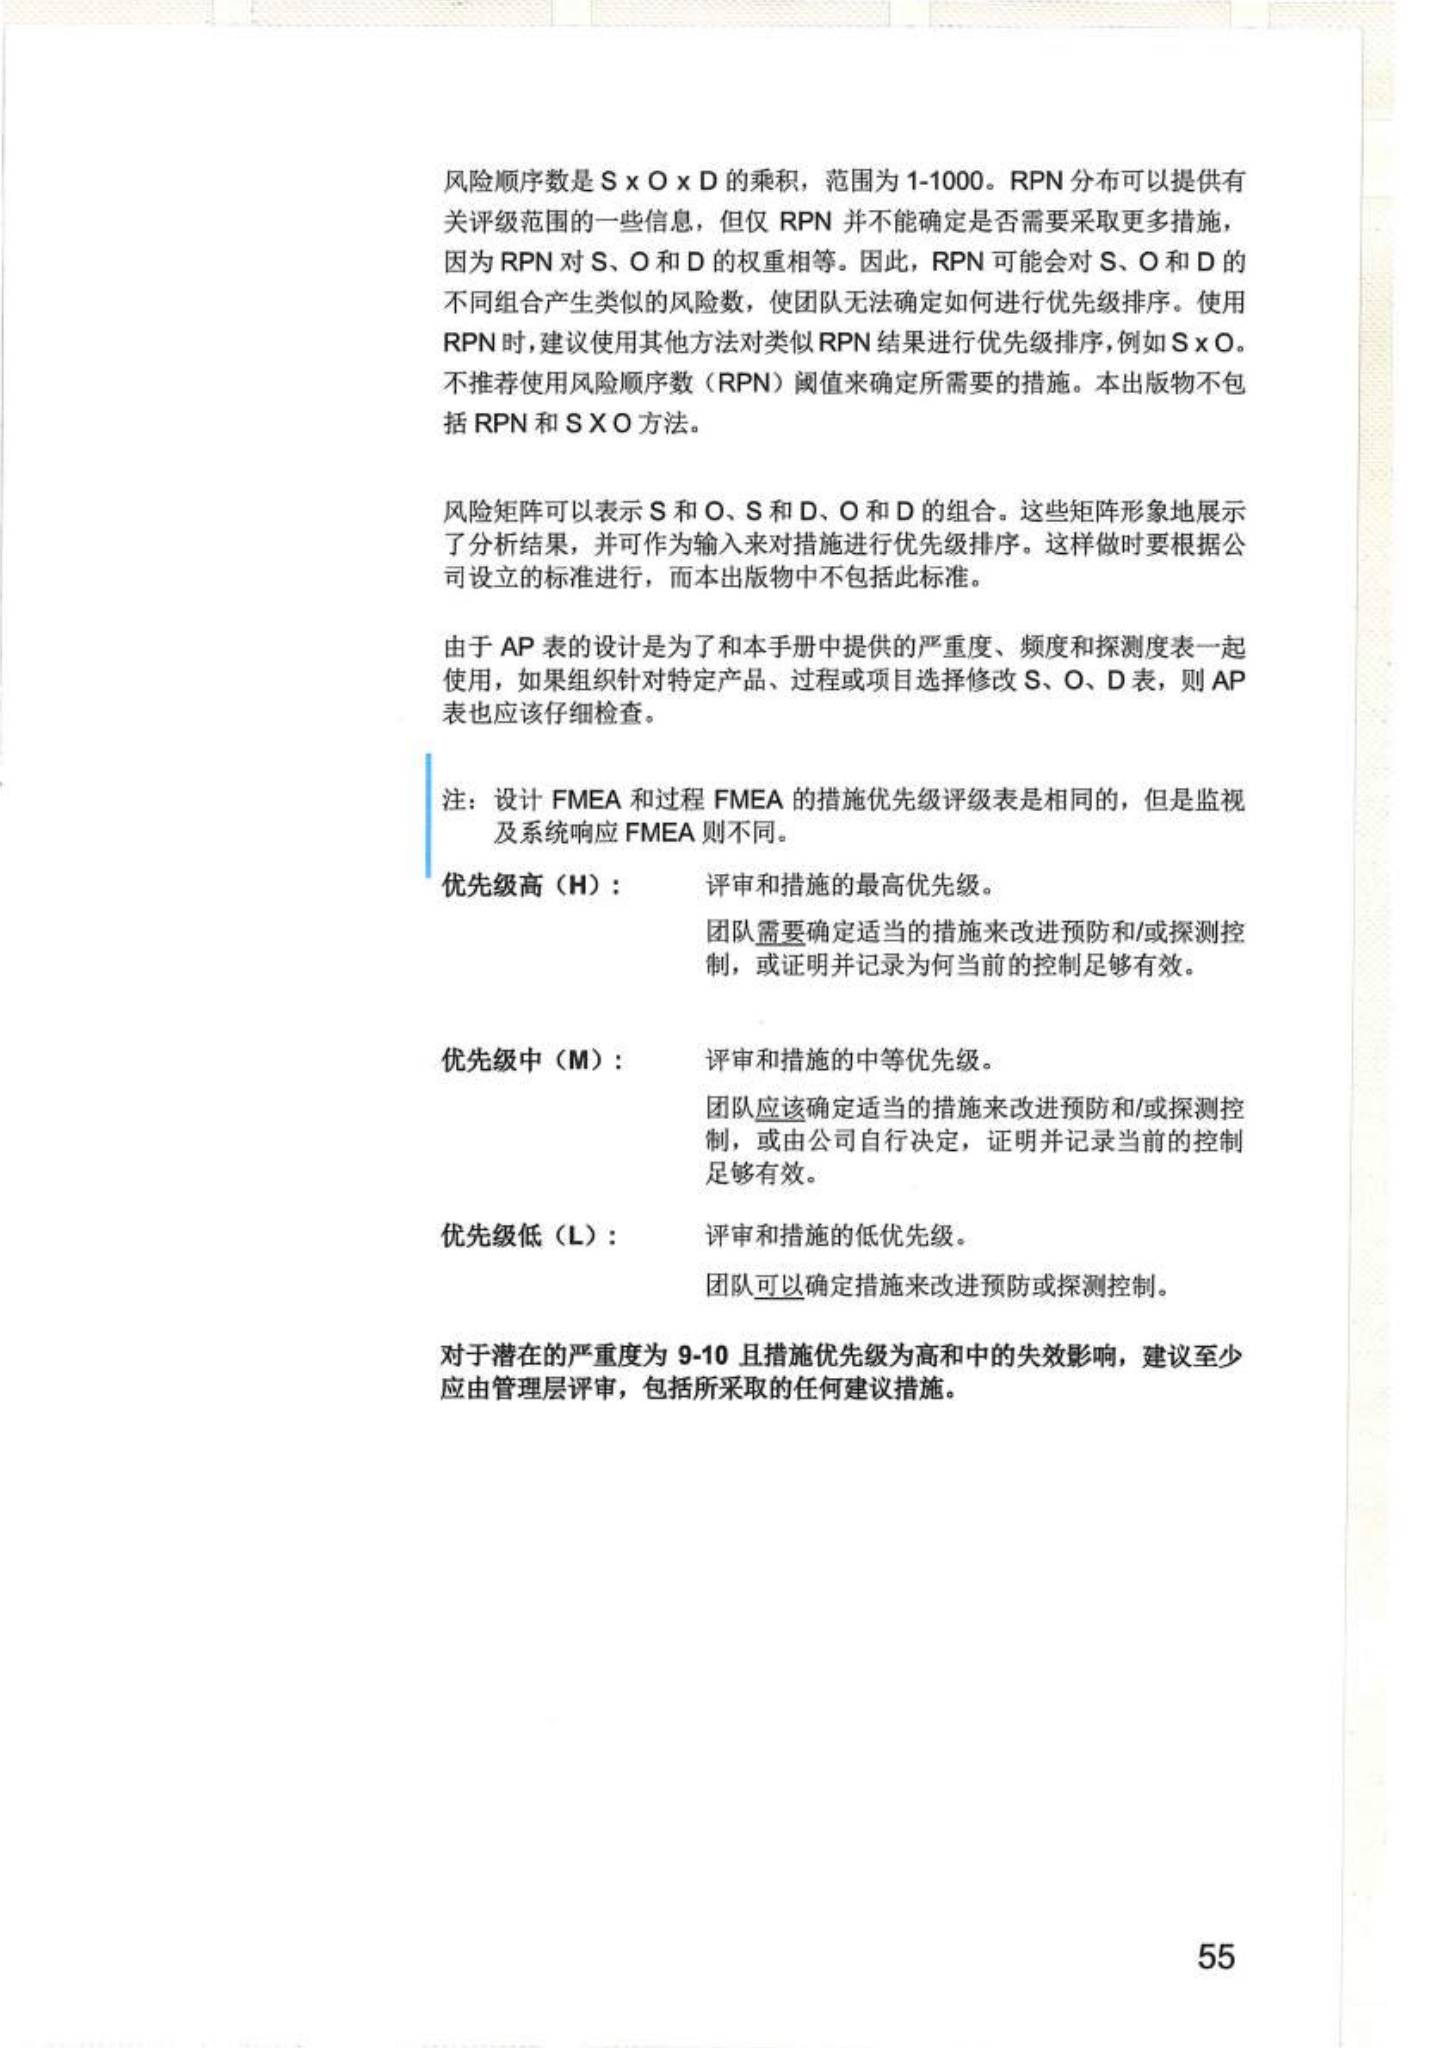 风险顺序数是 S x O x D 的乘积，范围为 1-1000。RPN 分布可以提供有
关评级范围的一些信息，但仅 RPN 并不能确定是否需要采取更多措施，
因为 RPN 对 S、O 和 D 的权重相等。因此，RPN 可能会对 S、O 和 D 的
不同组合产生类似的风险数，使团队无法确定如何进行优先级排序。使用
RPN 时，建议使用其他方法对类似 RPN 结果进行优先级排序，例如 S x O。
不推荐使用风险顺序数（RPN）阈值来确定所需要的措施。本出版物不包
括 RPN 和 S X O 方法。
风险矩阵可以表示 S 和 O、S 和 D、O 和 D 的组合。这些矩阵形象地展示
了分析结果，并可作为输入来对措施进行优先级排序。这样做时要根据公
司设立的标准进行，而本出版物中不包括此标准。
由于 AP 表的设计是为了和本手册中提供的严重度、频度和探测度表一起
使用，如果组织针对特定产品、过程或项目选择修改 S、O、D 表，则 AP
表也应该仔细检查。
注：设计 FMEA 和过程 FMEA 的措施优先级评级表是相同的，但是监视
及系统响应 FMEA 则不同。
优先级高（H）： 评审和措施的最高优先级。
团队需要确定适当的措施来改进预防和/或探测控
制，或证明并记录为何当前的控制足够有效。
优先级中（M）： 评审和措施的中等优先级。
团队应该确定适当的措施来改进预防和/或探测控
制，或由公司自行决定，证明并记录当前的控制
足够有效。
优先级低（L）： 评审和措施的低优先级。
团队可以确定措施来改进预防或探测控制。
对于潜在的严重度为 9-10 且措施优先级为高和中的失效影响，建议至少
应由管理层评审，包括所采取的任何建议措施。
55